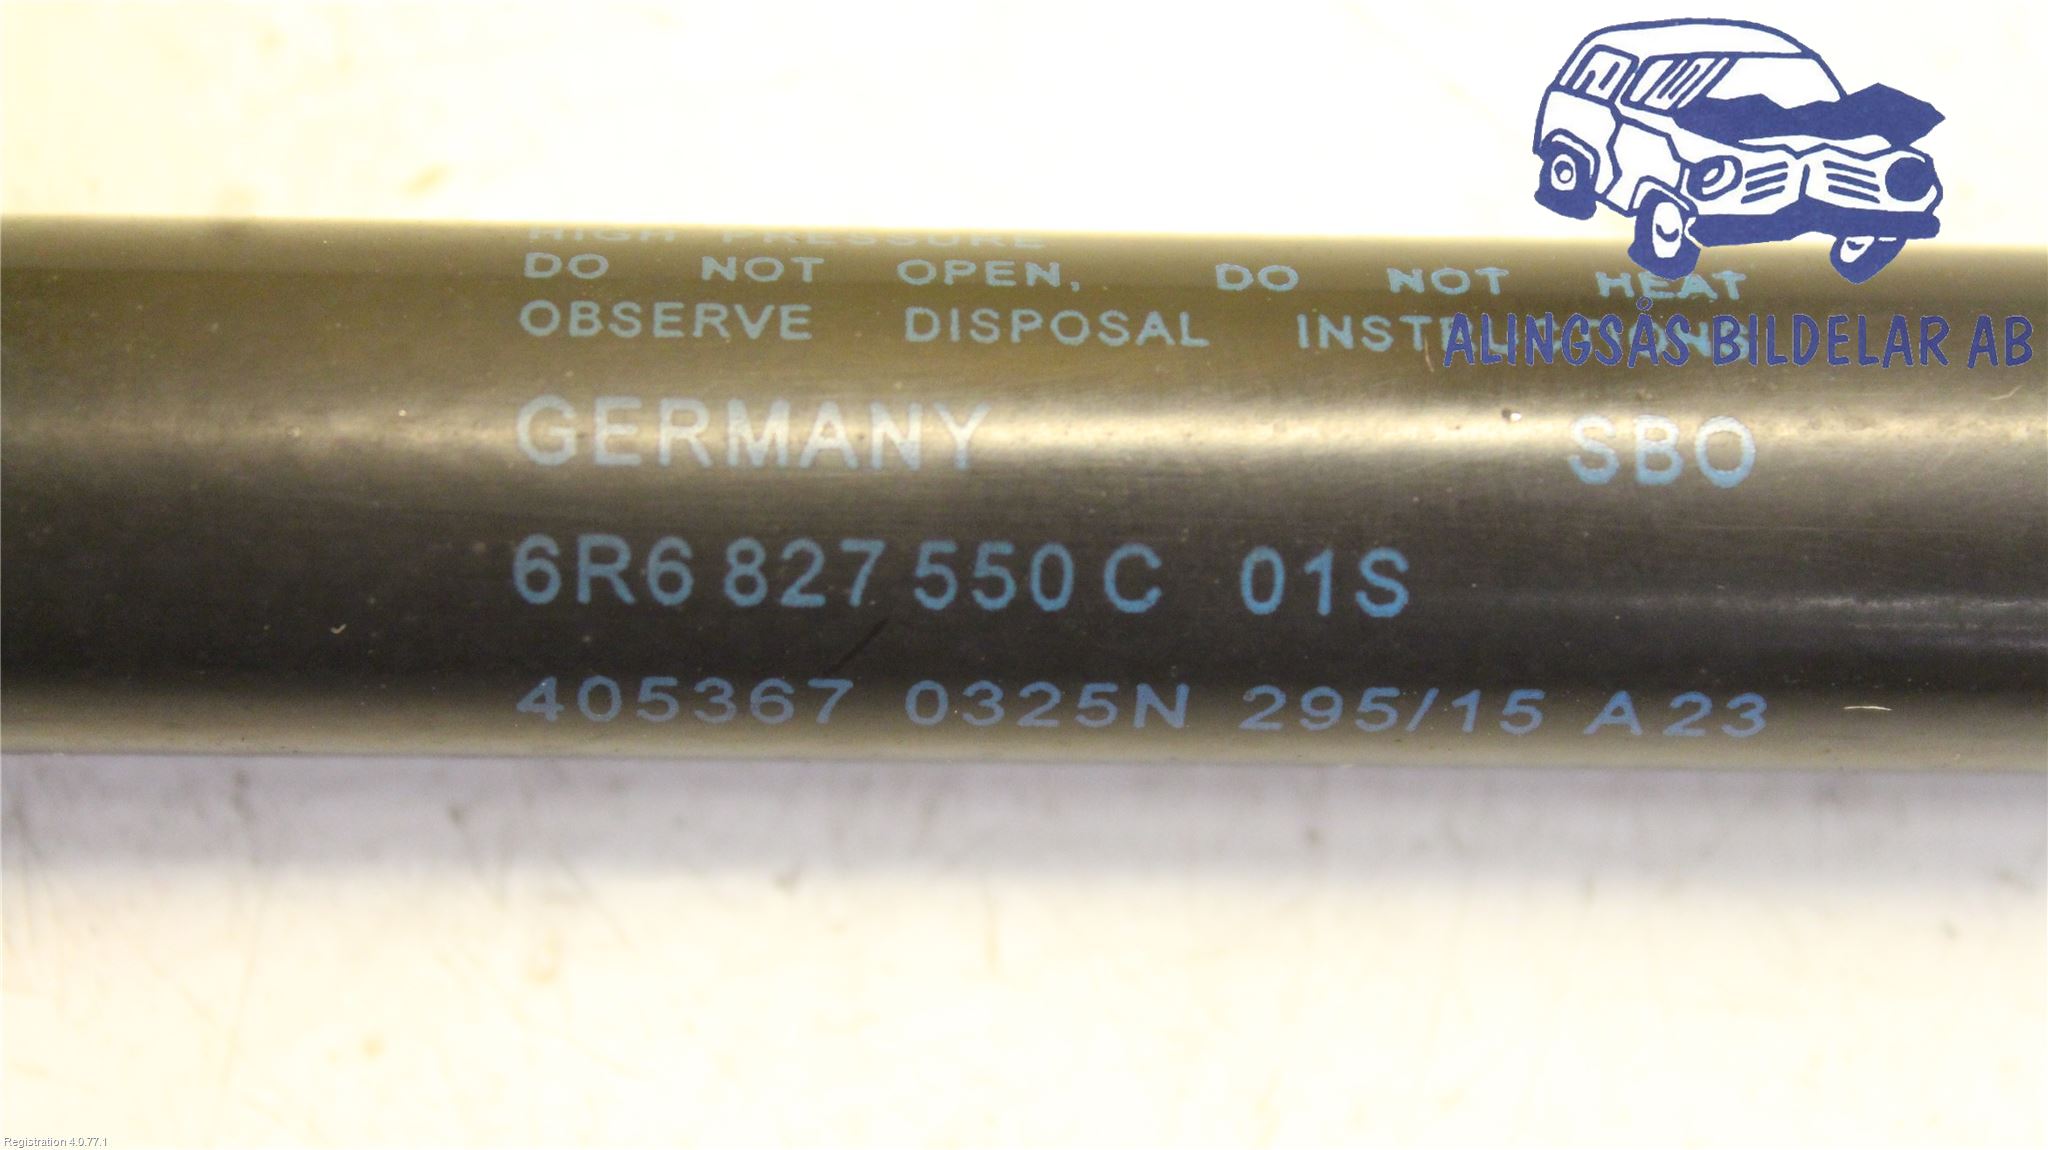 HIGH PRESSURE
DO NOT OPEN, DO NOT HEAT
OBSERVE DISPOSAL INSTRUCTIONS
ALINGSÅS BILDELAR AB
GERMANY SBO
6R6 827 550 C 01S
405367 0325N 295/15 A23
Registration 4.0.77.1